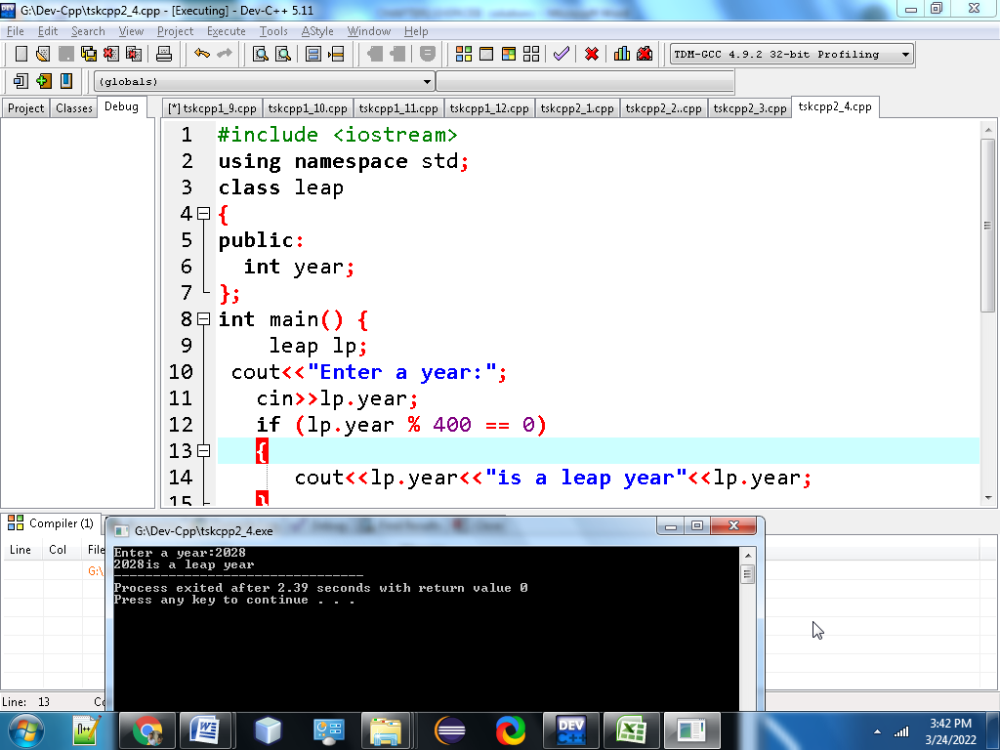 G:\Dev-Cpp\tskcpp2_4.cpp - [Executing] - Dev-C++ 5.11
File Edit Search View Project Execute Tools AStyle Window Help
TDM-GCC 4.9.2 32-bit Profiling
(globals)
Project Classes Debug
[*] tskcpp1_9.cpp tskcpp1_10.cpp tskcpp1_11.cpp tskcpp1_12.cpp tskcpp2_1.cpp tskcpp2_2..cpp tskcpp2_3.cpp tskcpp2_4.cpp
1 #include <iostream>
2 using namespace std;
3 class leap
4 {
5 public:
6 int year;
7 };
8 int main() {
9 leap lp;
10 cout<<"Enter a year:";
11 cin>>lp.year;
12 if (lp.year % 400 == 0)
13 {
14 cout<<lp.year<<"is a leap year"<<lp.year;
15 }
Compiler (1)
Line Col File
G:\
G:\Dev-Cpp\tskcpp2_4.exe
Enter a year:2028
2028is a leap year
--------------------------------
Process exited after 2.39 seconds with return value 0
Press any key to continue . . .
Line: 13
n++
DEV
3:42 PM
3/24/2022